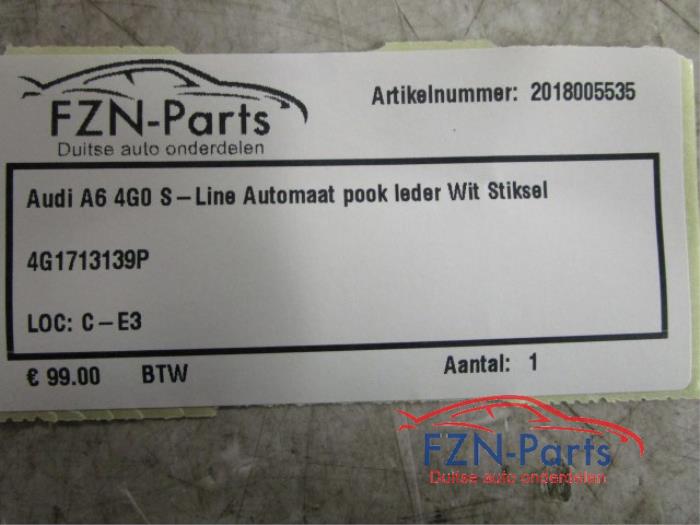 FZN-Parts
Duitse auto onderdelen
Artikelnummer: 2018005535
Audi A6 4G0 S-Line Automaat pook leder Wit Stiksel
4G1713139P
LOC: C-E3
€ 99.00 BTW
Aantal: 1
FZN-Parts
Duitse auto onderdelen